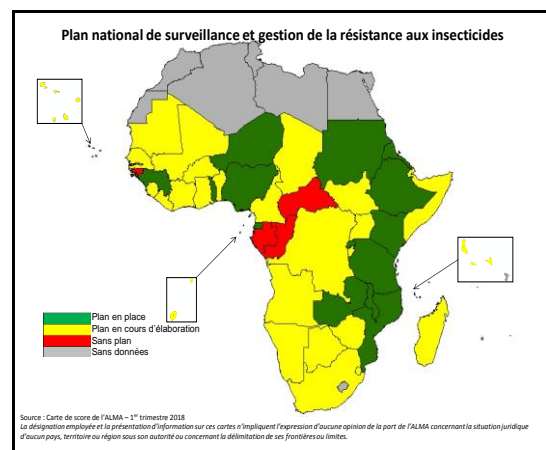 Plan national de surveillance et gestion de la résistance aux insecticides
Plan en place
Plan en cours d'élaboration
Sans plan
Sans données
Source : Carte de score de l'ALMA – 1er trimestre 2018
La désignation employée et la présentation d'information sur ces cartes n'impliquent l'expression d'aucune opinion de la part de l'ALMA concernant la situation juridique
d'aucun pays, territoire ou région sous son autorité ou concernant la délimitation de ses frontières ou limites.